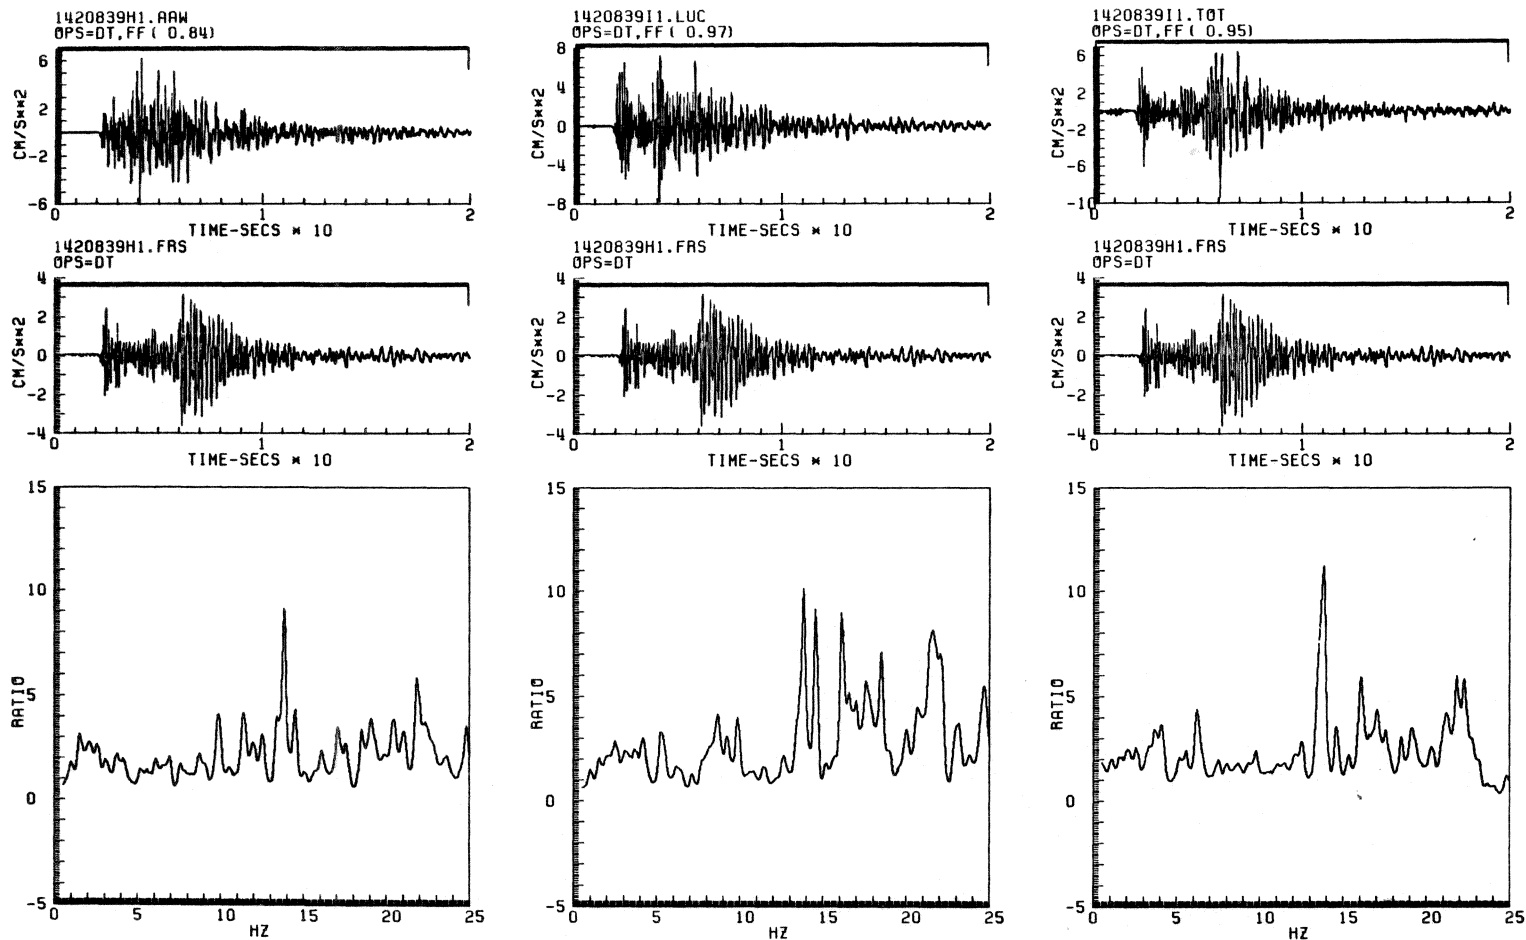 1420839H1.RAW
OPS=DT,FF( 0.84)
6
2
-2
-6
CM/S**2
0 1 2
TIME-SECS * 10
1420839H1.FRS
OPS=DT
4
2
0
-2
-4
CM/S**2
0 1 2
TIME-SECS * 10
15
10
5
0
-5
RATIO
0 5 10 15 20 25
HZ
1420839I1.LUC
OPS=DT,FF( 0.97)
8
4
0
-4
-8
CM/S**2
0 1 2
TIME-SECS * 10
1420839H1.FRS
OPS=DT
4
2
0
-2
-4
CM/S**2
0 1 2
TIME-SECS * 10
15
10
5
0
-5
RATIO
0 5 10 15 20 25
HZ
1420839I1.TOT
OPS=DT,FF( 0.95)
6
2
-2
-6
-10
CM/S**2
0 1 2
TIME-SECS * 10
1420839H1.FRS
OPS=DT
4
2
0
-2
-4
CM/S**2
0 1 2
TIME-SECS * 10
15
10
5
0
-5
RATIO
0 5 10 15 20 25
HZ